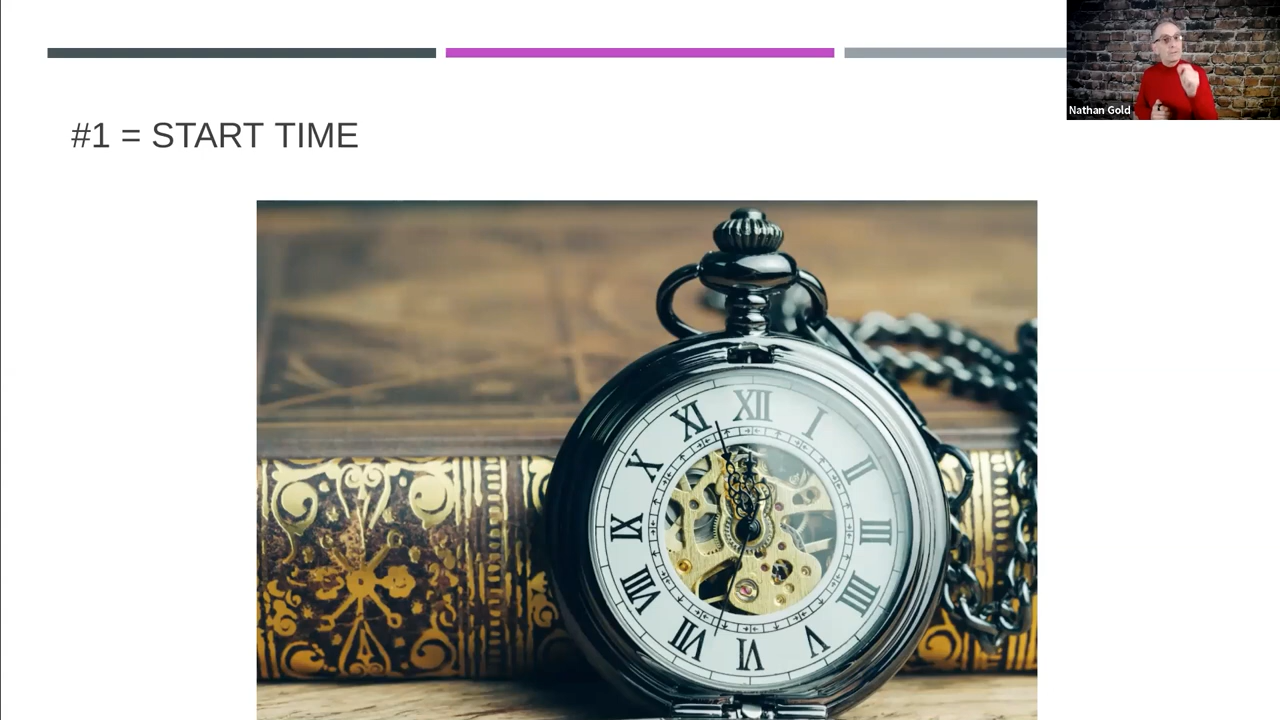 Nathan Gold
#1 = START TIME
XII
I
II
III
IIII
V
VI
VII
VIII
IX
X
XI